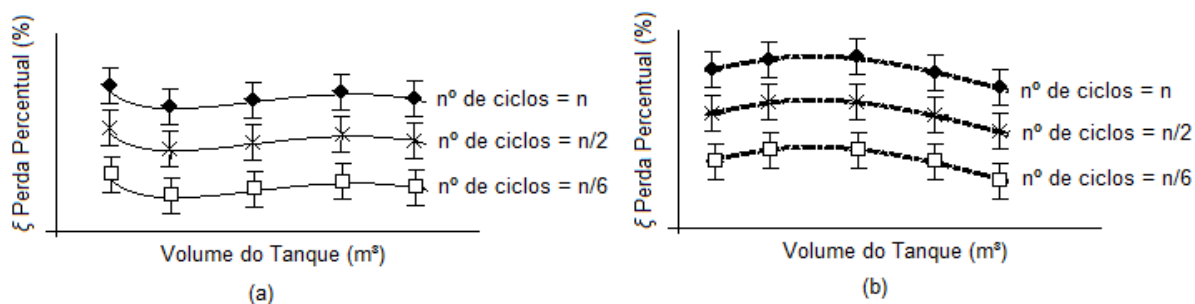 ξ Perda Percentual (%)
nº de ciclos = n
nº de ciclos = n/2
nº de ciclos = n/6
Volume do Tanque (m³)
(a)
ξ Perda Percentual (%)
nº de ciclos = n
nº de ciclos = n/2
nº de ciclos = n/6
Volume do Tanque (m³)
(b)